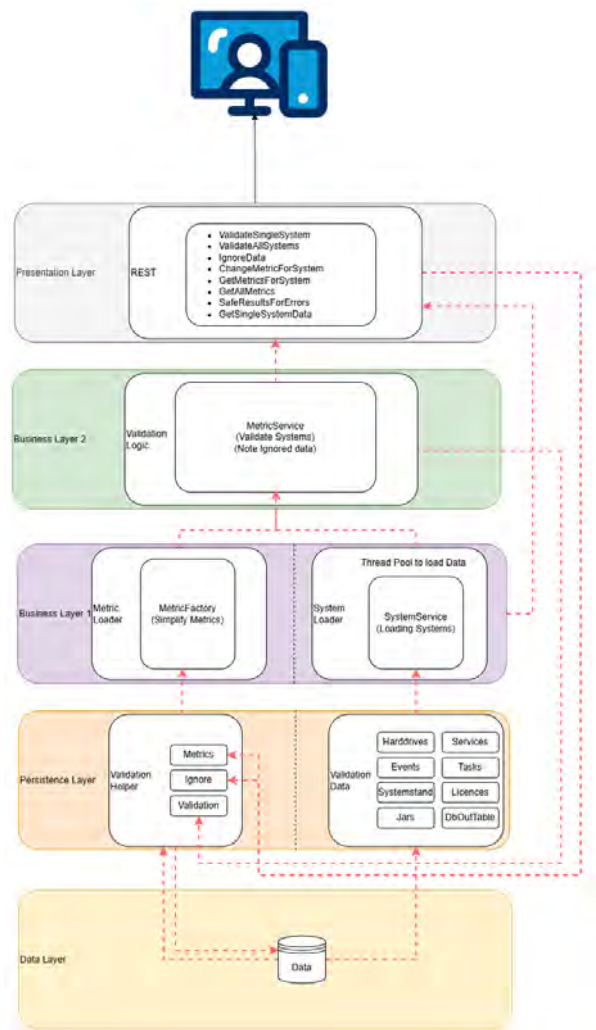 Presentation Layer
REST
ValidateSingleSystem
ValidateAllSystems
IgnoreData
ChangeMetricForSystem
GetMetricsForSystem
GetAllMetrics
SafeResultsForErrors
GetSingleSystemData
Business Layer 2
Validation
Logic
MetricService
(Validate Systems)
(Note Ignored data)
Business Layer 1
Metric
Loader
MetricFactory
(Simplify Metrics)
System
Loader
Thread Pool to load Data
SystemService
(Loading Systems)
Persistence Layer
Validation
Helper
Metrics
Ignore
Validation
Validation
Data
Harddrives
Services
Events
Tasks
Systemstand
Licences
Jars
DbOutTable
Data Layer
Data